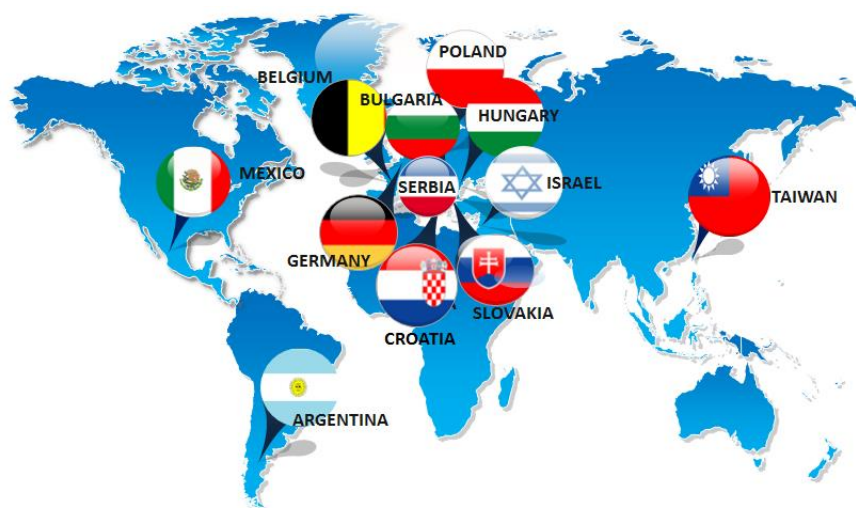 POLAND
BELGIUM
BULGARIA
HUNGARY
MEXICO
SERBIA
ISRAEL
TAIWAN
GERMANY
SLOVAKIA
CROATIA
ARGENTINA